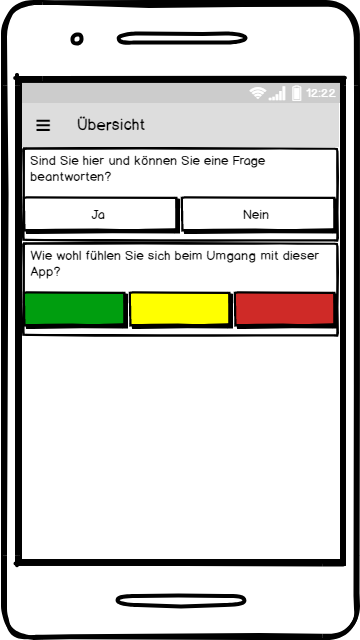 12:22
Übersicht
Sind Sie hier und können Sie eine Frage
beantworten?
Ja
Nein
Wie wohl fühlen Sie sich beim Umgang mit dieser
App?